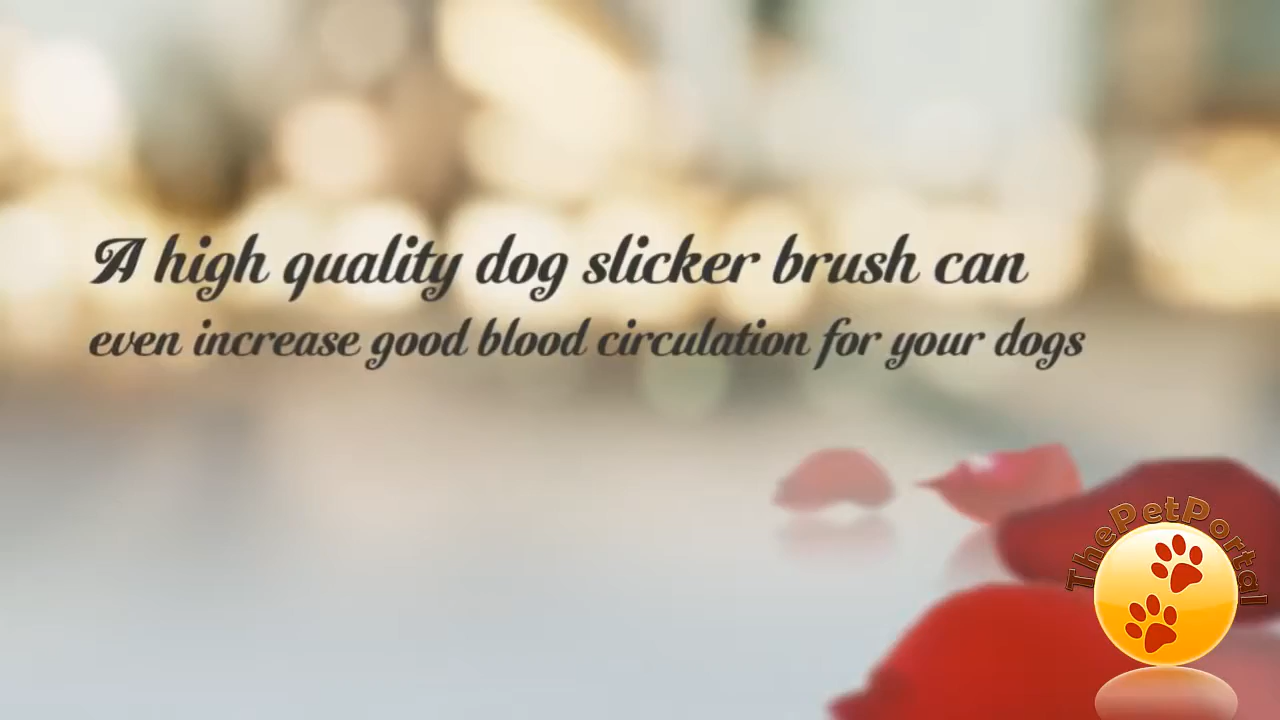 A high quality dog slicker brush can
even increase good blood circulation for your dogs
ThePetPortal